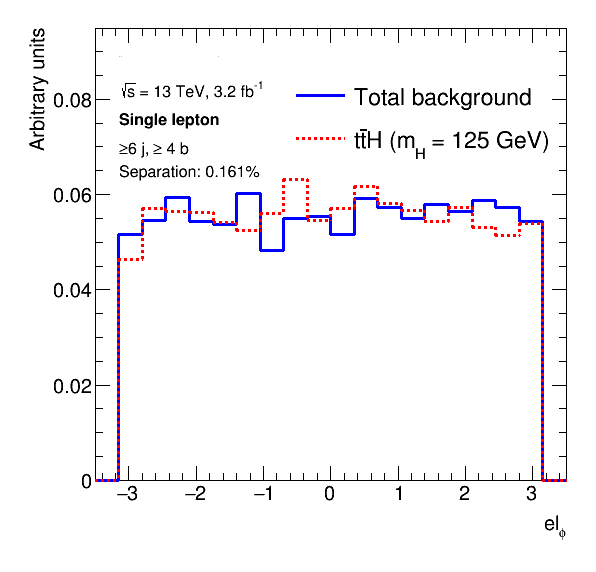 Arbitrary units
√s = 13 TeV, 3.2 fb⁻¹
Single lepton
≥6 j, ≥ 4 b
Separation: 0.161%
Total background
tt̄H (m_H = 125 GeV)
0.08
0.06
0.04
0.02
0
−3 −2 −1 0 1 2 3
el_ϕ